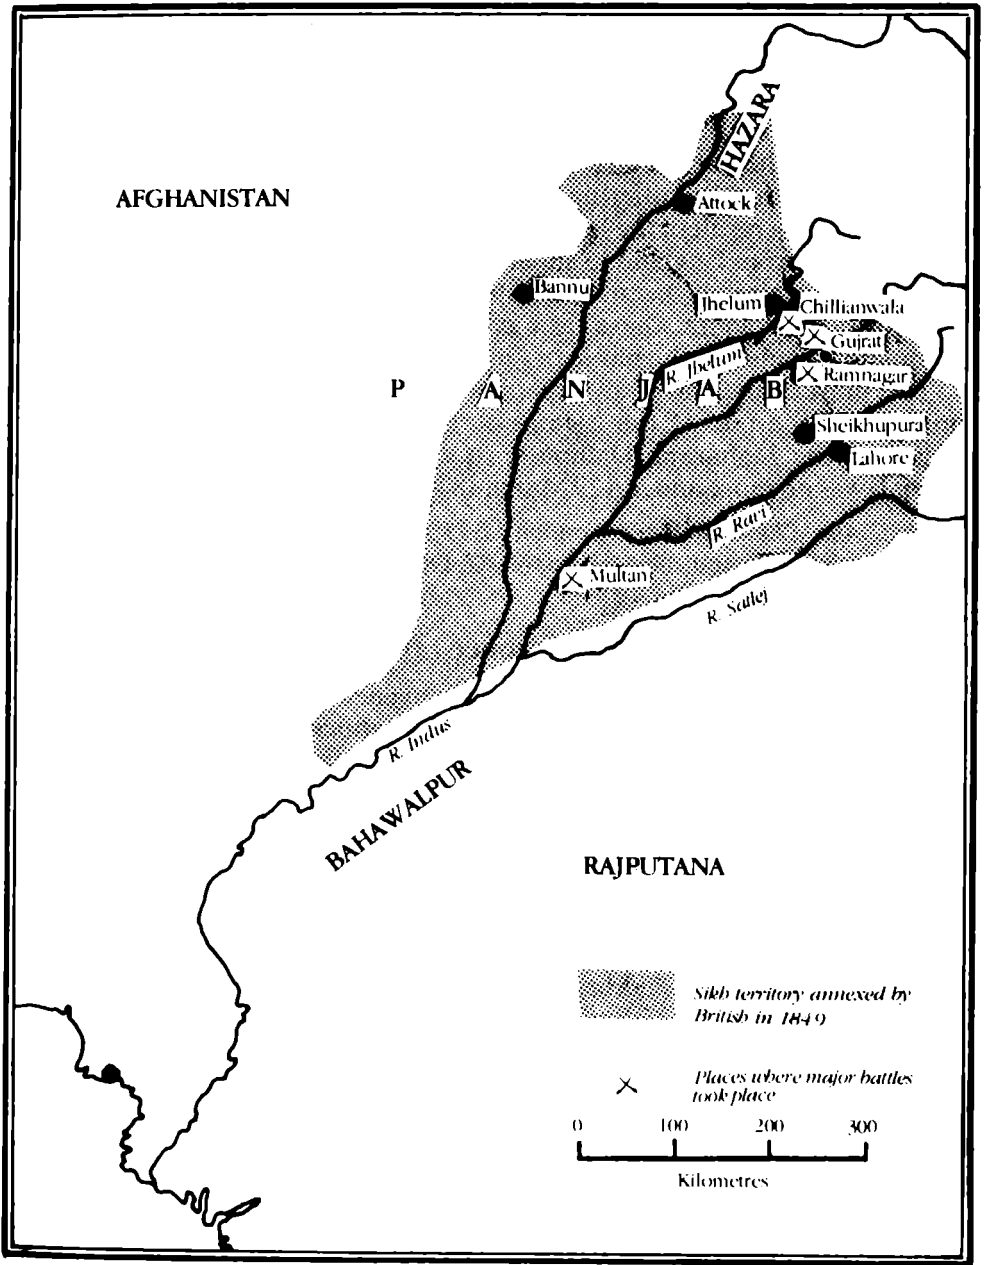 HAZARA
AFGHANISTAN
Attock
Bannu
Jhelum
Chillianwala
Gujrat
R. Jhelum
Ramnagar
P A N J A B
Sheikhupura
Lahore
R. Ravi
Multan
R. Satlej
R. Indus
BAHAWALPUR
RAJPUTANA
Sikh territory annexed by
British in 1849
Places where major battles
took place
0 100 200 300
Kilometres